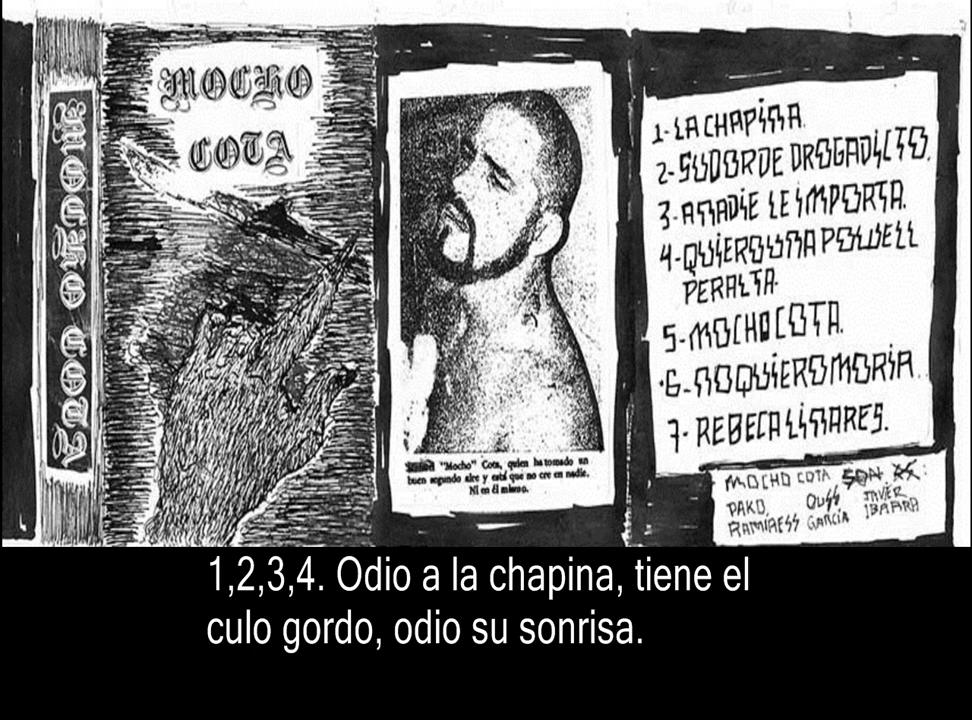 MOCHO COTA
MOCHO
COTA
"Mocho" Cota, quien ha tomado un
buen segundo aire y está que no cree en nadie.
Ni en él mismo.
1-LA CHAPINA.
2-SUDOR DE DROGADICTO.
3-A NADIE LE IMPORTA.
4-QUIERO UNA POWELL
PERALTA.
5-MOCHO COTA.
6-NO QUIERO MORIR.
7-REBECA LINARES.
MOCHO COTA SON
PAKO, OUSS JAVIER
RAMIRESS GARCÍA IBARRA
1,2,3,4. Odio a la chapina, tiene el
culo gordo, odio su sonrisa.